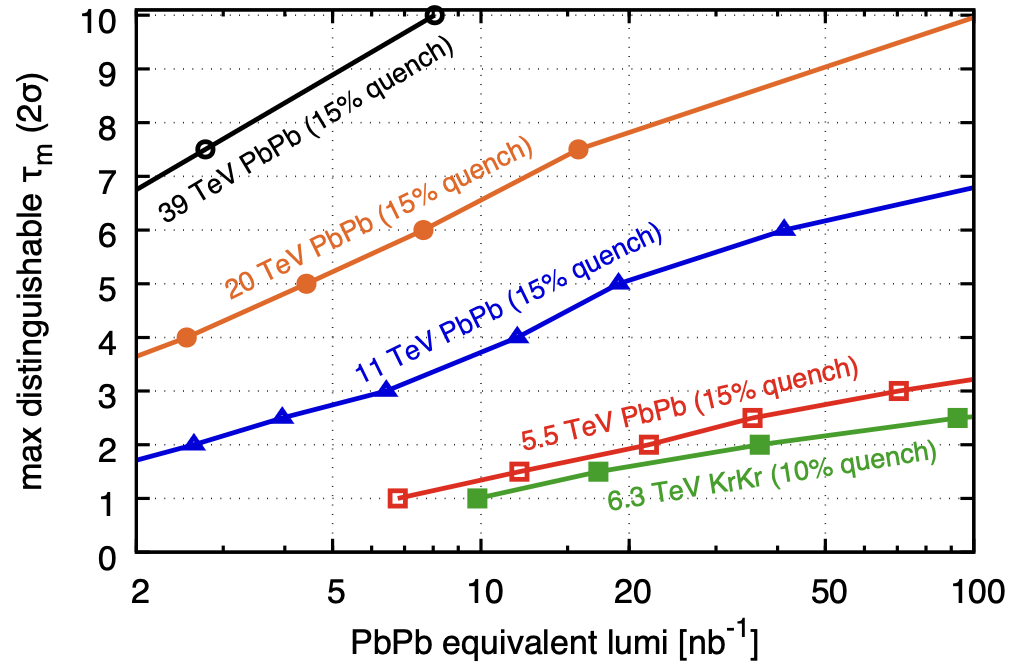 10
9
8
7
6
5
4
3
2
1
0
max distinguishable τm (2σ)
39 TeV PbPb (15% quench)
20 TeV PbPb (15% quench)
11 TeV PbPb (15% quench)
5.5 TeV PbPb (15% quench)
6.3 TeV KrKr (10% quench)
2 5 10 20 50 100
PbPb equivalent lumi [nb⁻¹]